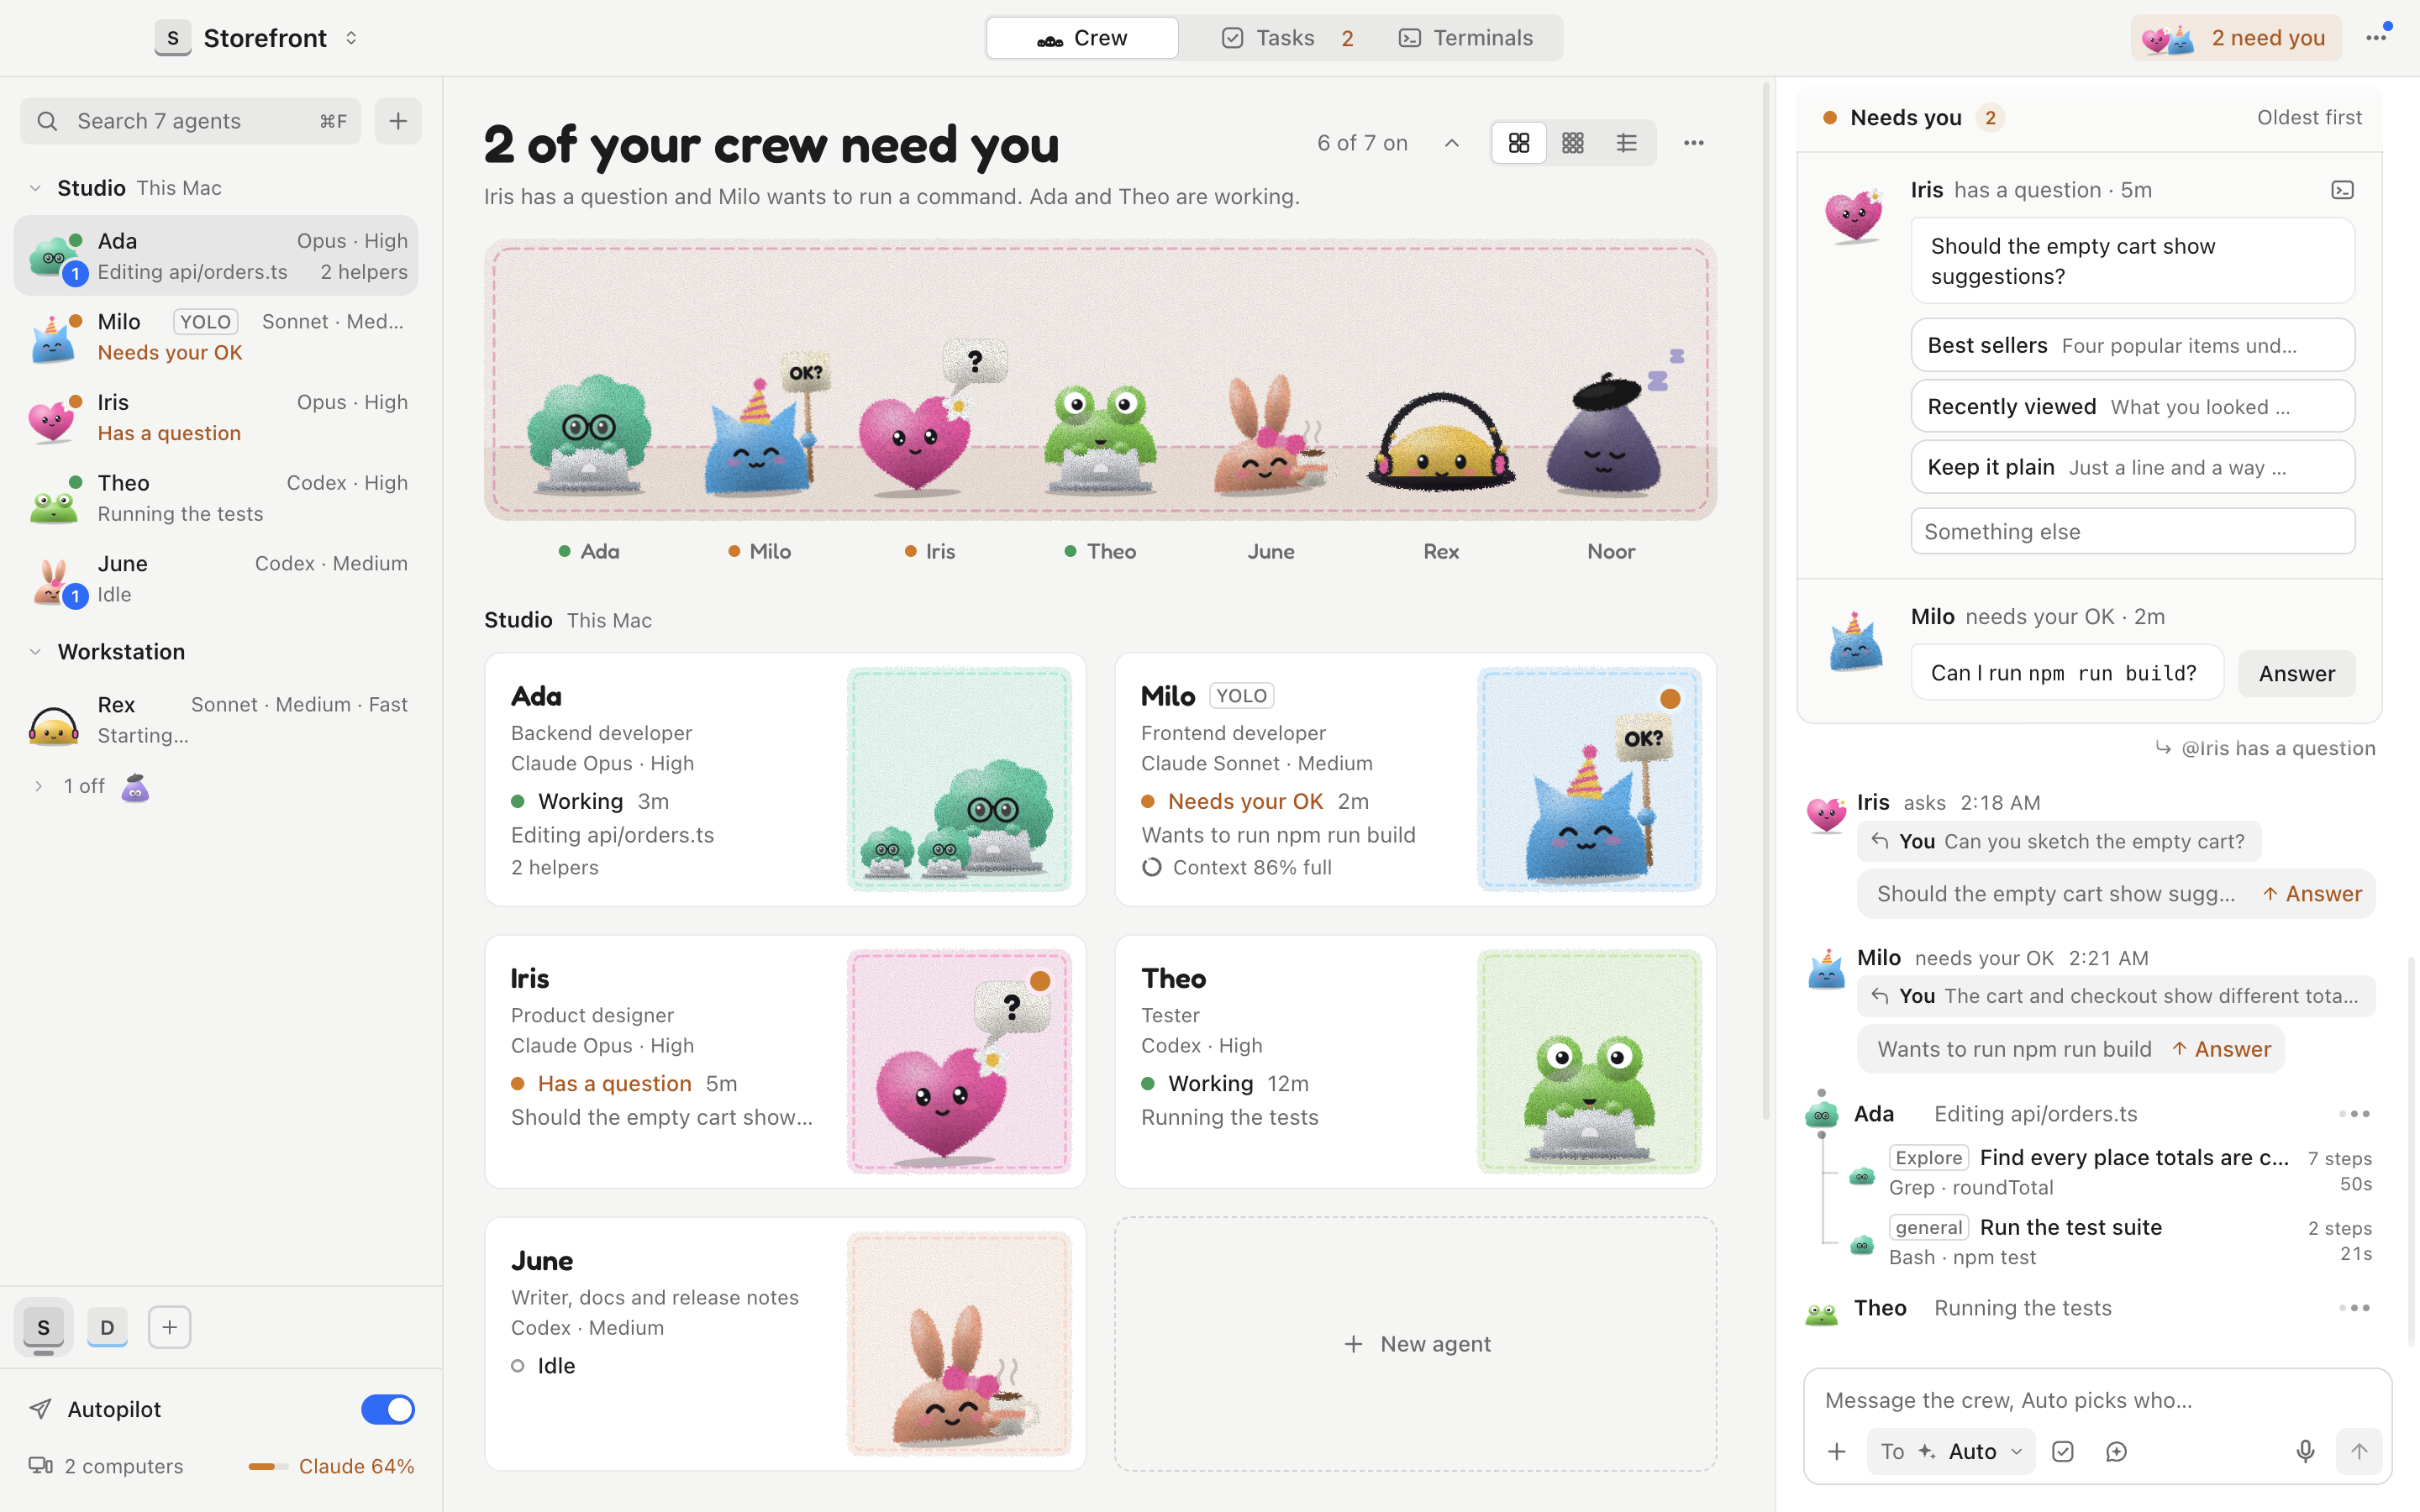 S Storefront
Crew
Tasks 2
Terminals
2 need you
Search 7 agents ⌘F
Studio This Mac
Ada Opus · High
1 Editing api/orders.ts 2 helpers
Milo YOLO Sonnet · Med...
Needs your OK
Iris Opus · High
Has a question
Theo Codex · High
Running the tests
June Codex · Medium
1 Idle
Workstation
Rex Sonnet · Medium · Fast
Starting...
1 off
S D
Autopilot
2 computers Claude 64%
2 of your crew need you
6 of 7 on
Iris has a question and Milo wants to run a command. Ada and Theo are working.
OK?
?
Ada Milo Iris Theo June Rex Noor
Studio This Mac
Ada
Backend developer
Claude Opus · High
Working 3m
Editing api/orders.ts
2 helpers
Milo YOLO
Frontend developer
Claude Sonnet · Medium
Needs your OK 2m
Wants to run npm run build
Context 86% full
OK?
Iris
Product designer
Claude Opus · High
Has a question 5m
Should the empty cart show...
?
Theo
Tester
Codex · High
Working 12m
Running the tests
June
Writer, docs and release notes
Codex · Medium
Idle
New agent
Needs you 2 Oldest first
Iris has a question · 5m
Should the empty cart show
suggestions?
Best sellers Four popular items und...
Recently viewed What you looked ...
Keep it plain Just a line and a way ...
Something else
Milo needs your OK · 2m
Can I run npm run build? Answer
@Iris has a question
Iris asks 2:18 AM
You Can you sketch the empty cart?
Should the empty cart show sugg... Answer
Milo needs your OK 2:21 AM
You The cart and checkout show different tota...
Wants to run npm run build Answer
Ada Editing api/orders.ts
Explore Find every place totals are c... 7 steps
Grep · roundTotal 50s
general Run the test suite 2 steps
Bash · npm test 21s
Theo Running the tests
Message the crew, Auto picks who...
To Auto